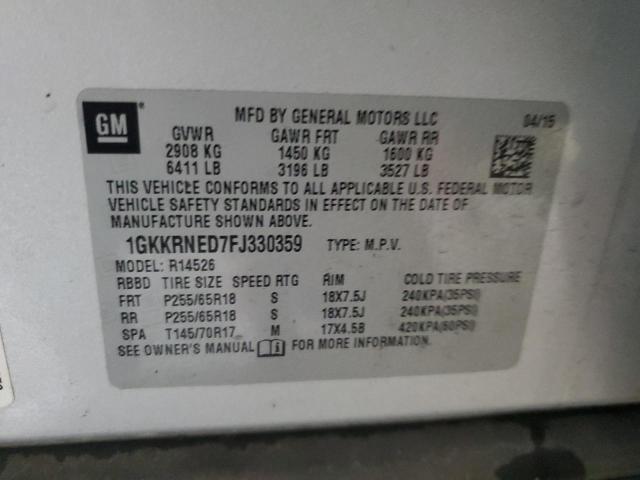 GM
MFD BY GENERAL MOTORS LLC 04/15
GVWR GAWR FRT GAWR RR
2908 KG 1450 KG 1600 KG
6411 LB 3196 LB 3527 LB
THIS VEHICLE CONFORMS TO ALL APPLICABLE U.S. FEDERAL MOTOR
VEHICLE SAFETY STANDARDS IN EFFECT ON THE DATE OF
MANUFACTURE SHOWN ABOVE.
1GKKRNED7FJ330359 TYPE: M.P.V.
MODEL: R14526
RBBD TIRE SIZE SPEED RTG RIM COLD TIRE PRESSURE
FRT P255/65R18 S 18X7.5J 240KPA(35PSI)
RR P255/65R18 S 18X7.5J 240KPA(35PSI)
SPA T145/70R17 M 17X4.5B 420KPA(60PSI)
SEE OWNER'S MANUAL FOR MORE INFORMATION.